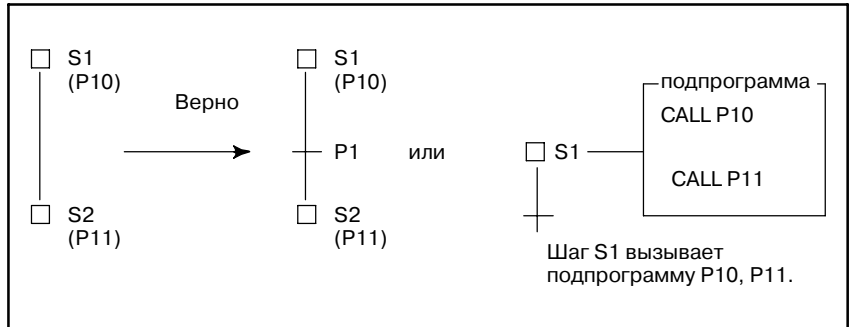 S1
(P10)
S2
(P11)
Верно
S1
(P10)
P1
S2
(P11)
или
S1
подпрограмма
CALL P10
CALL P11
Шаг S1 вызывает
подпрограмму P10, P11.